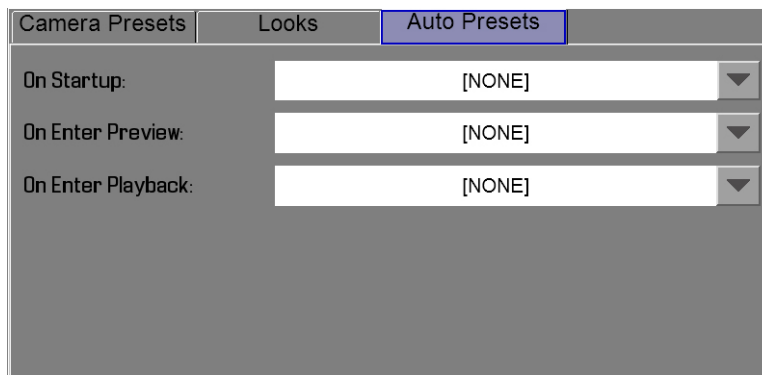 Camera Presets Looks Auto Presets
On Startup: [NONE]
On Enter Preview: [NONE]
On Enter Playback: [NONE]